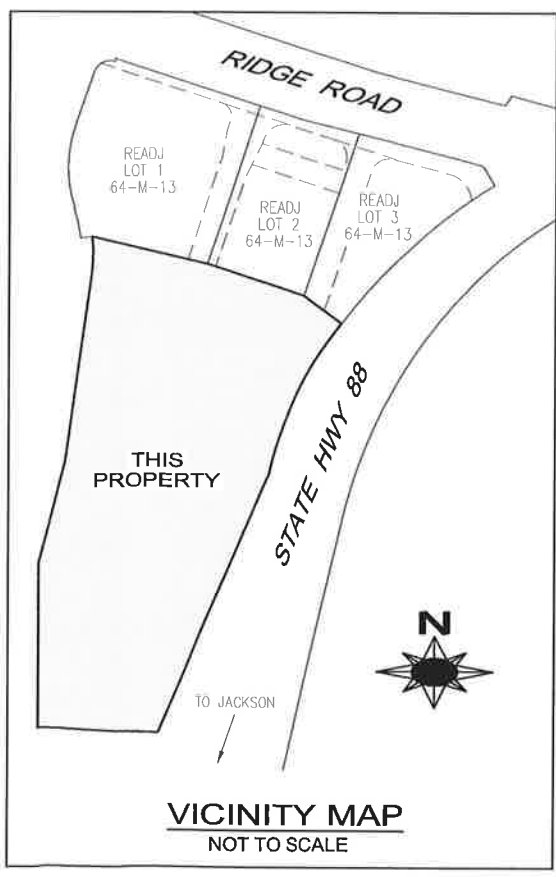 RIDGE ROAD
READJ
LOT 1
64-M-13
READJ
LOT 2
64-M-13
READJ
LOT 3
64-M-13
STATE HWY 88
THIS
PROPERTY
N
TO JACKSON
VICINITY MAP
NOT TO SCALE